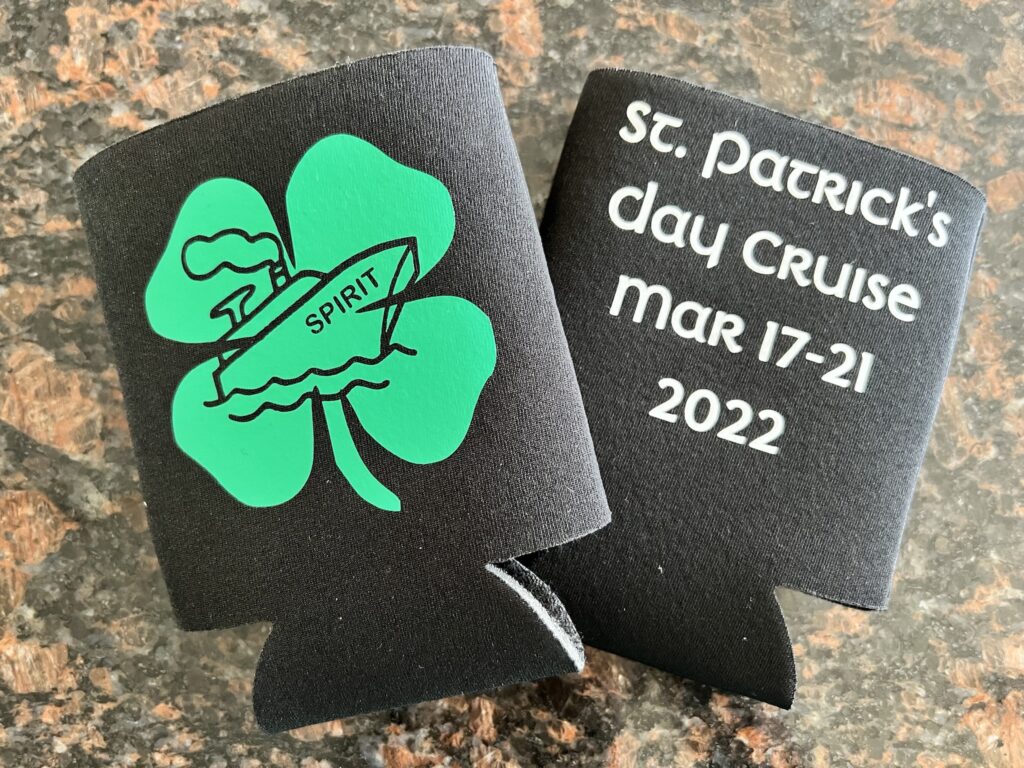 SPIRIT
St. Patrick's
Day Cruise
Mar 17-21
2022